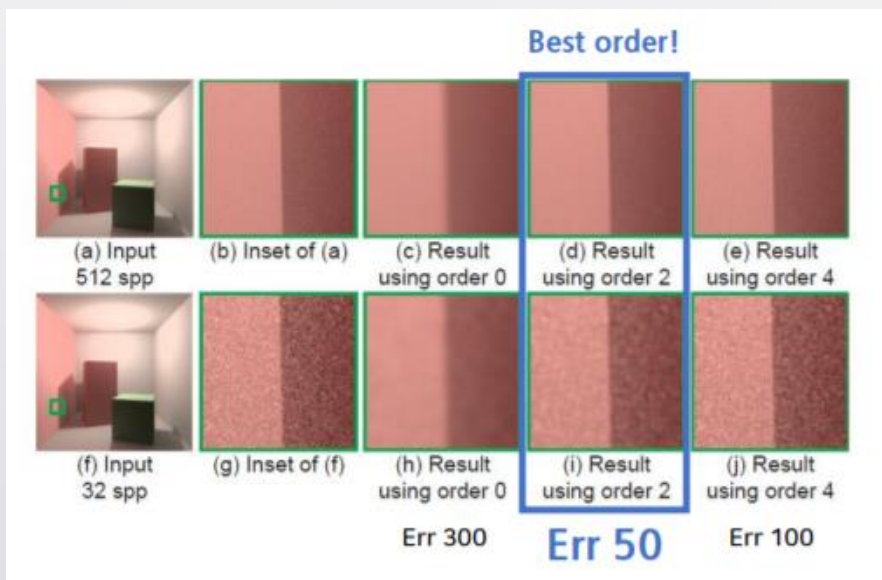 Best order!
(a) Input
512 spp
(b) Inset of (a)
(c) Result
using order 0
(d) Result
using order 2
(e) Result
using order 4
(f) Input
32 spp
(g) Inset of (f)
(h) Result
using order 0
(i) Result
using order 2
(j) Result
using order 4
Err 300
Err 50
Err 100